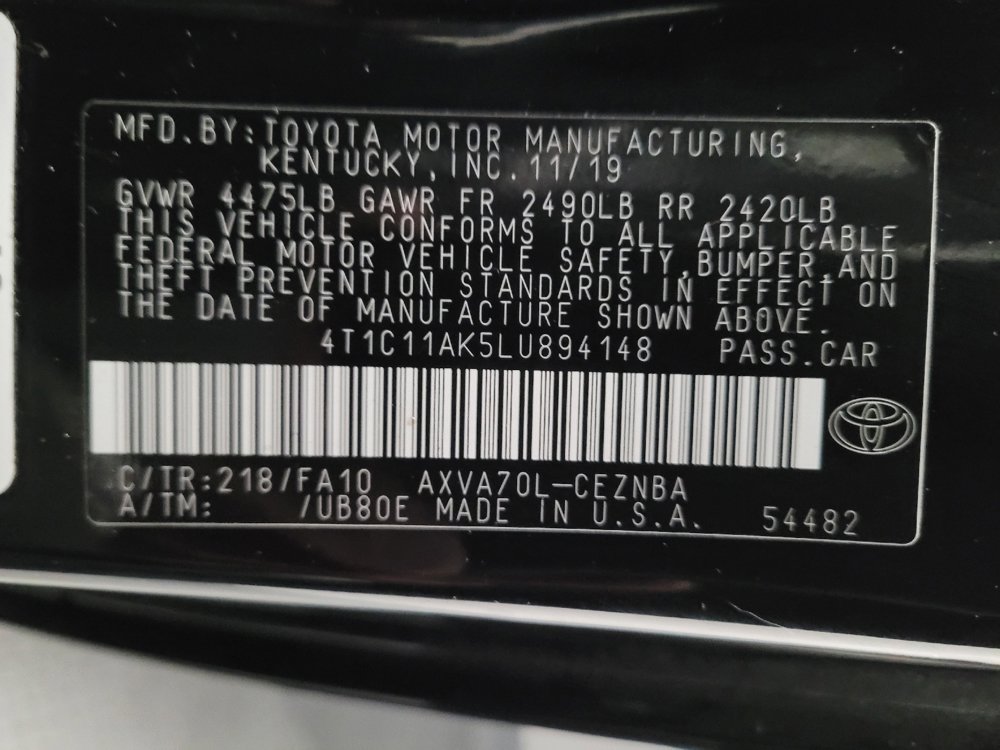 MFD.BY:TOYOTA MOTOR MANUFACTURING,
KENTUCKY,INC.11/19
GVWR 4475LB GAWR FR 2490LB RR 2420LB
THIS VEHICLE CONFORMS TO ALL APPLICABLE
FEDERAL MOTOR VEHICLE SAFETY,BUMPER,AND
THEFT PREVENTION STANDARDS IN EFFECT ON
THE DATE OF MANUFACTURE SHOWN ABOVE.
4T1C11AK5LU894148 PASS.CAR
C/TR:218/FA10 AXVA70L-CEZNBA
A/TM: /UB80E MADE IN U.S.A. 54482